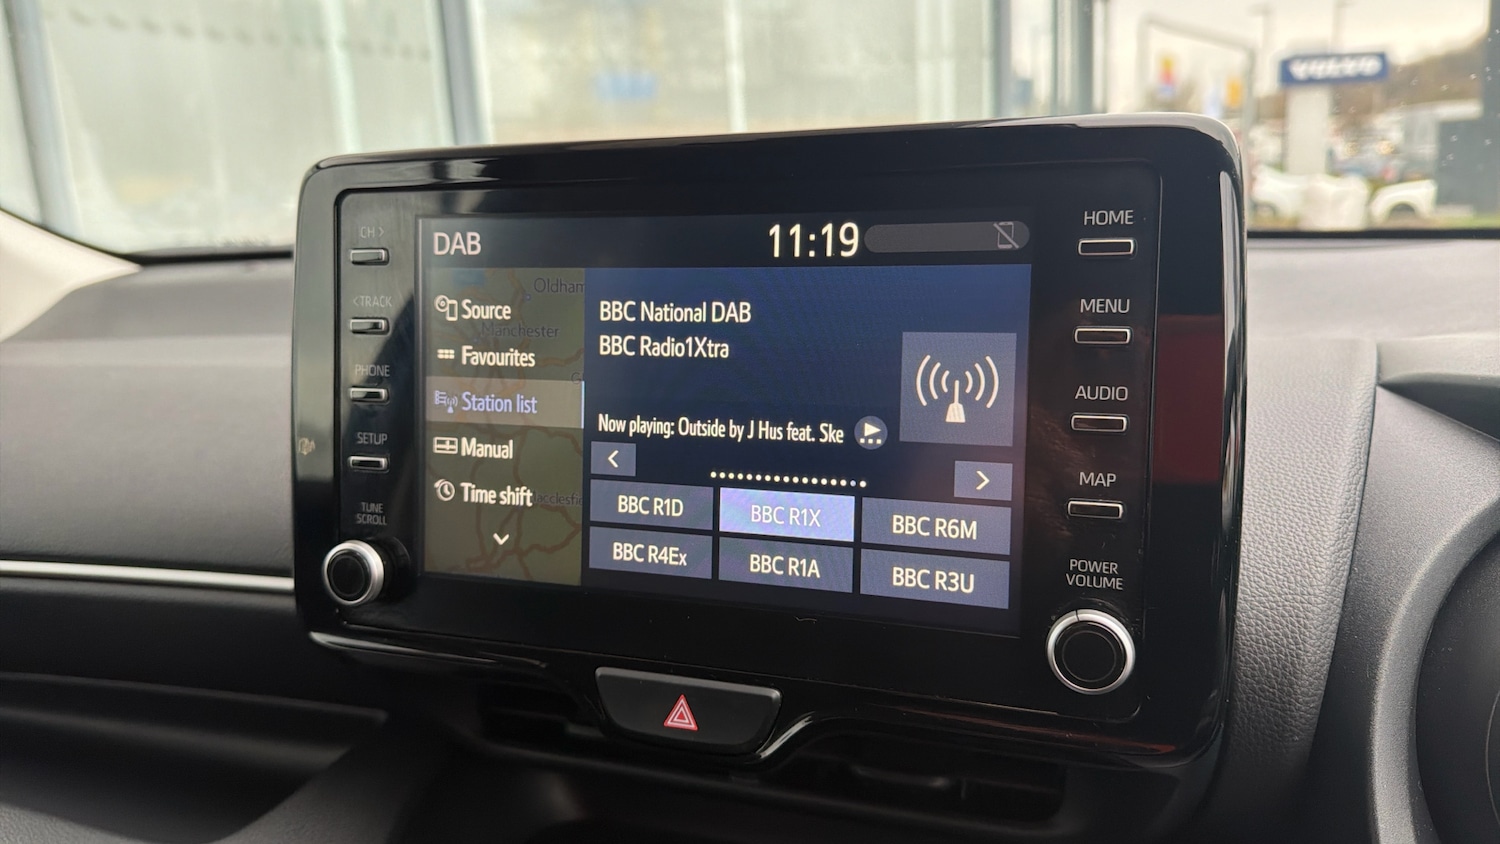 VOLVO
CH >
< TRACK
PHONE
SETUP
TUNE
SCROLL
DAB
11:19
Oldham
Source
Manchester
Favourites
Station list
Manual
Time shift
BBC National DAB
BBC Radio1Xtra
Now playing: Outside by J Hus feat. Ske
<
>
BBC R1D
BBC R1X
BBC R6M
BBC R4Ex
BBC R1A
BBC R3U
HOME
MENU
AUDIO
MAP
POWER
VOLUME